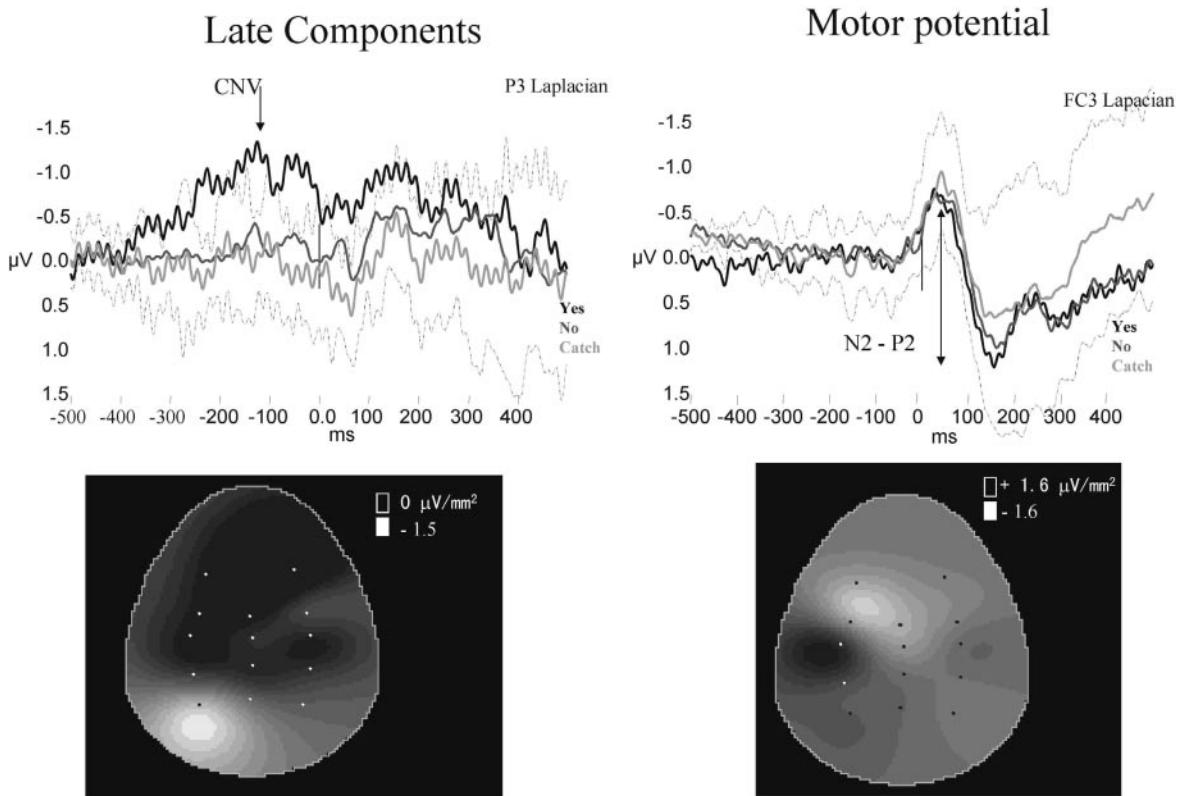 Late Components
CNV
P3 Laplacian
-1.5
-1.0
-0.5
µV 0.0
0.5
1.0
1.5
Yes
No
Catch
-500 -400 -300 -200 -100 0.0 100 200 300 400
ms
0 µV/mm²
- 1.5
Motor potential
FC3 Lapacian
-1.5
-1.0
-0.5
µV 0.0
0.5
1.0
1.5
N2 - P2
Yes
No
Catch
-500 -400 -300 -200 -100 0 100 200 300 400
ms
+ 1.6 µV/mm²
- 1.6